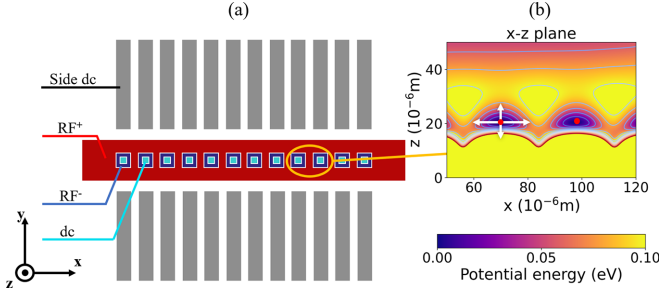 (a)
Side dc
RF+
RF-
dc
y
x
z
(b)
x-z plane
z (10⁻⁶m)
40
20
0
60
80
100
120
x (10⁻⁶m)
0.00
0.05
0.10
Potential energy (eV)